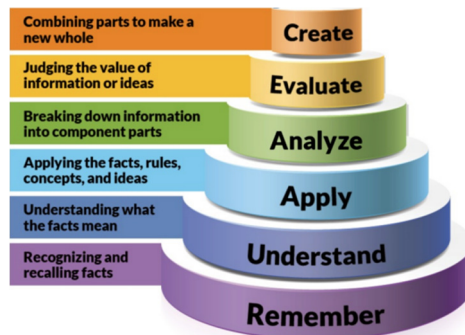 Combining parts to make a
new whole
Create
Judging the value of
information or ideas
Evaluate
Breaking down information
into component parts
Analyze
Applying the facts, rules,
concepts, and ideas
Apply
Understanding what
the facts mean
Understand
Recognizing and
recalling facts
Remember